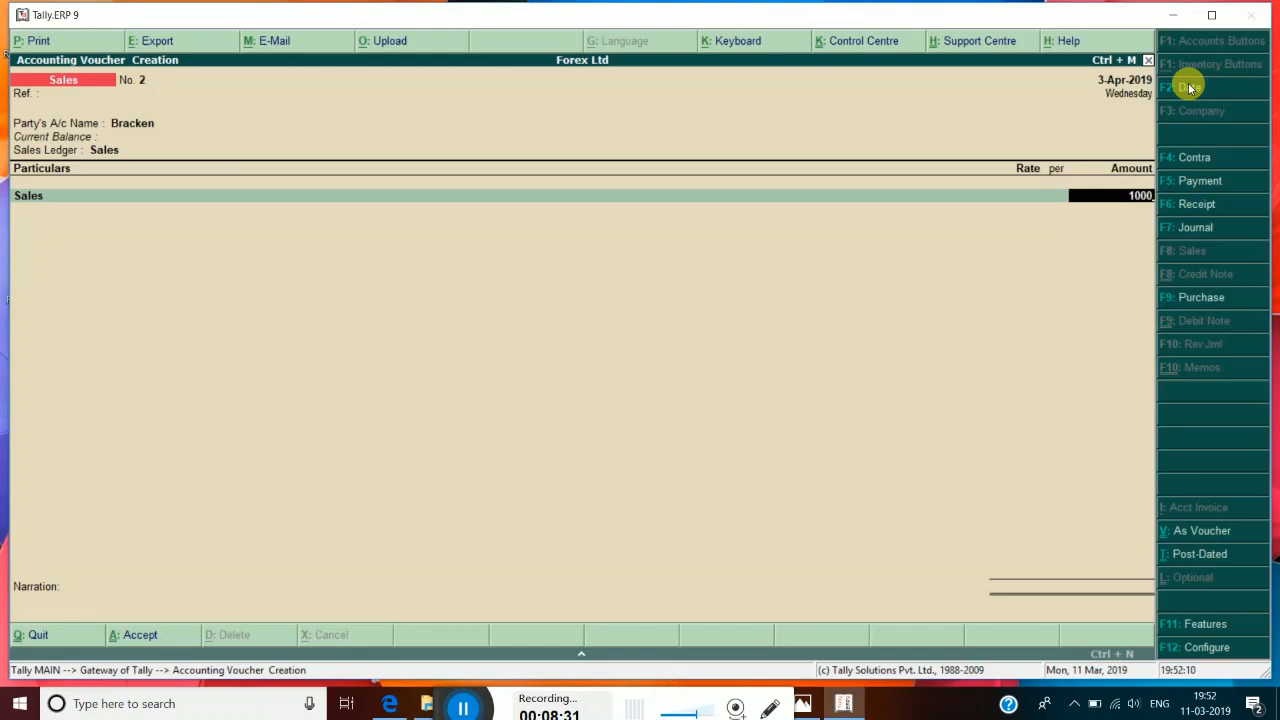 Tally.ERP 9
P: Print E: Export M: E-Mail O: Upload G: Language K: Keyboard K: Control Centre H: Support Centre H: Help
Accounting Voucher Creation Forex Ltd Ctrl + M
Sales No. 2 3-Apr-2019
Ref. : Wednesday
Party's A/c Name : Bracken
Current Balance :
Sales Ledger : Sales
Particulars Rate per Amount
Sales 1000
Narration:
Q: Quit A: Accept D: Delete X: Cancel
Ctrl + N
Tally MAIN --> Gateway of Tally --> Accounting Voucher Creation (c) Tally Solutions Pvt. Ltd., 1988-2009 Mon, 11 Mar, 2019 19:52:10
F1: Accounts Buttons
F1: Inventory Buttons
F2: Date
F3: Company
F4: Contra
F5: Payment
F6: Receipt
F7: Journal
F8: Sales
F8: Credit Note
F9: Purchase
F9: Debit Note
F10: Rev Jrnl
F10: Memos
I: Acct Invoice
V: As Voucher
T: Post-Dated
L: Optional
F11: Features
F12: Configure
Type here to search
Recording...
00:08:31
ENG
19:52
11-03-2019
2